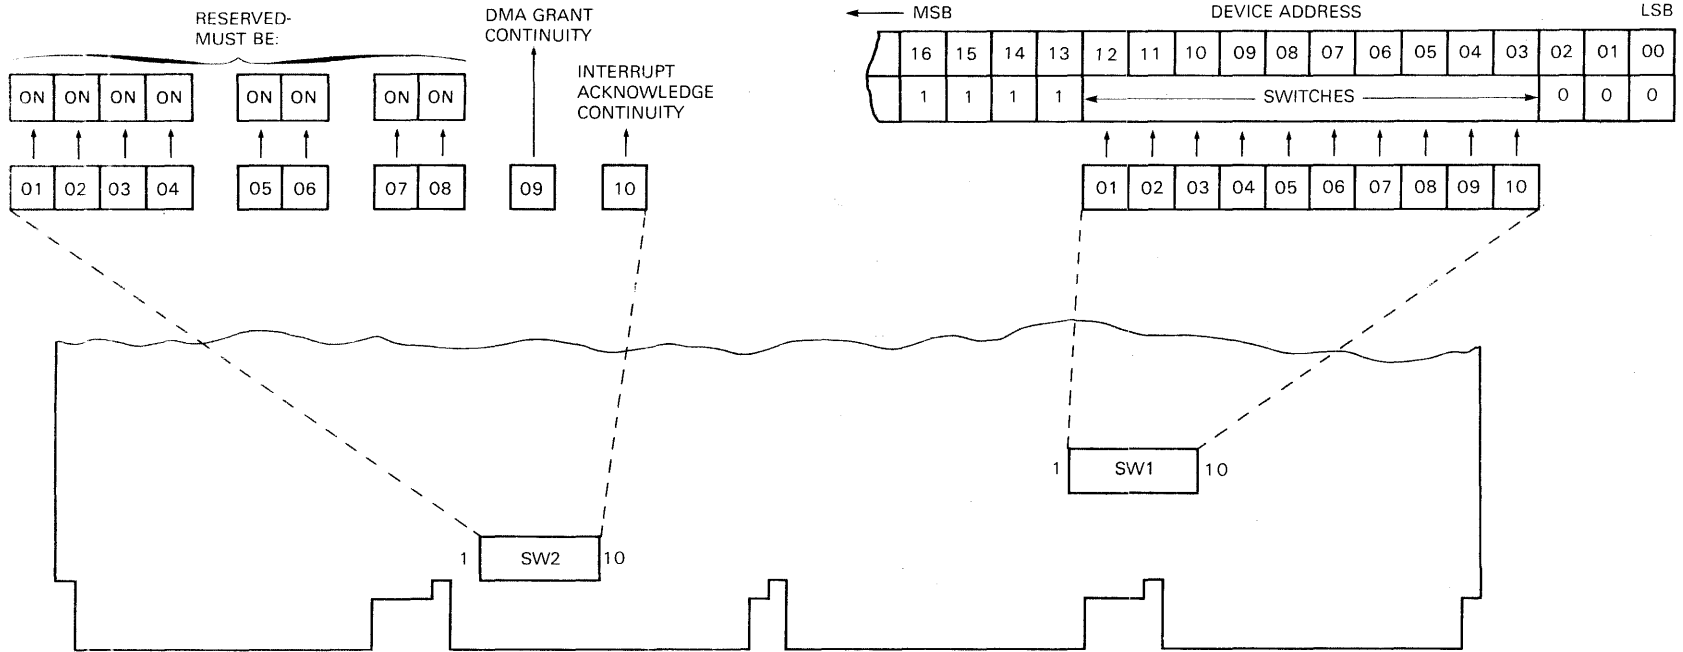 RESERVED-
MUST BE:
DMA GRANT
CONTINUITY
INTERRUPT
ACKNOWLEDGE
CONTINUITY
ON ON ON ON ON ON ON ON
01 02 03 04 05 06 07 08 09 10
MSB DEVICE ADDRESS LSB
16 15 14 13 12 11 10 09 08 07 06 05 04 03 02 01 00
1 1 1 1 SWITCHES 0 0 0
01 02 03 04 05 06 07 08 09 10
1 SW1 10
1 SW2 10